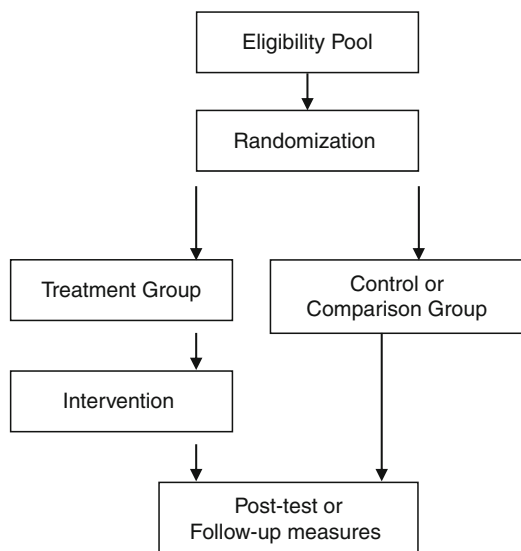 Eligibility Pool
Randomization
Treatment Group
Control or
Comparison Group
Intervention
Post-test or
Follow-up measures